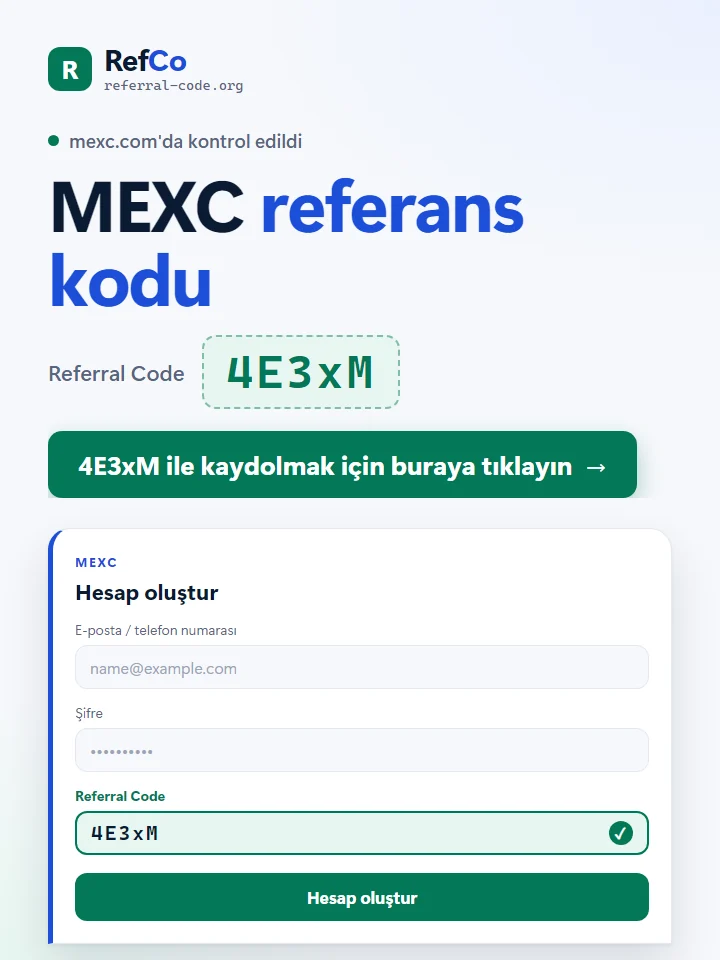 R
RefCo
referral-code.org
mexc.com'da kontrol edildi
MEXC referans
kodu
Referral Code
4E3xM
4E3xM ile kaydolmak için buraya tıklayın →
MEXC
Hesap oluştur
E-posta / telefon numarası
name@example.com
Şifre
••••••••••
Referral Code
4E3xM
Hesap oluştur